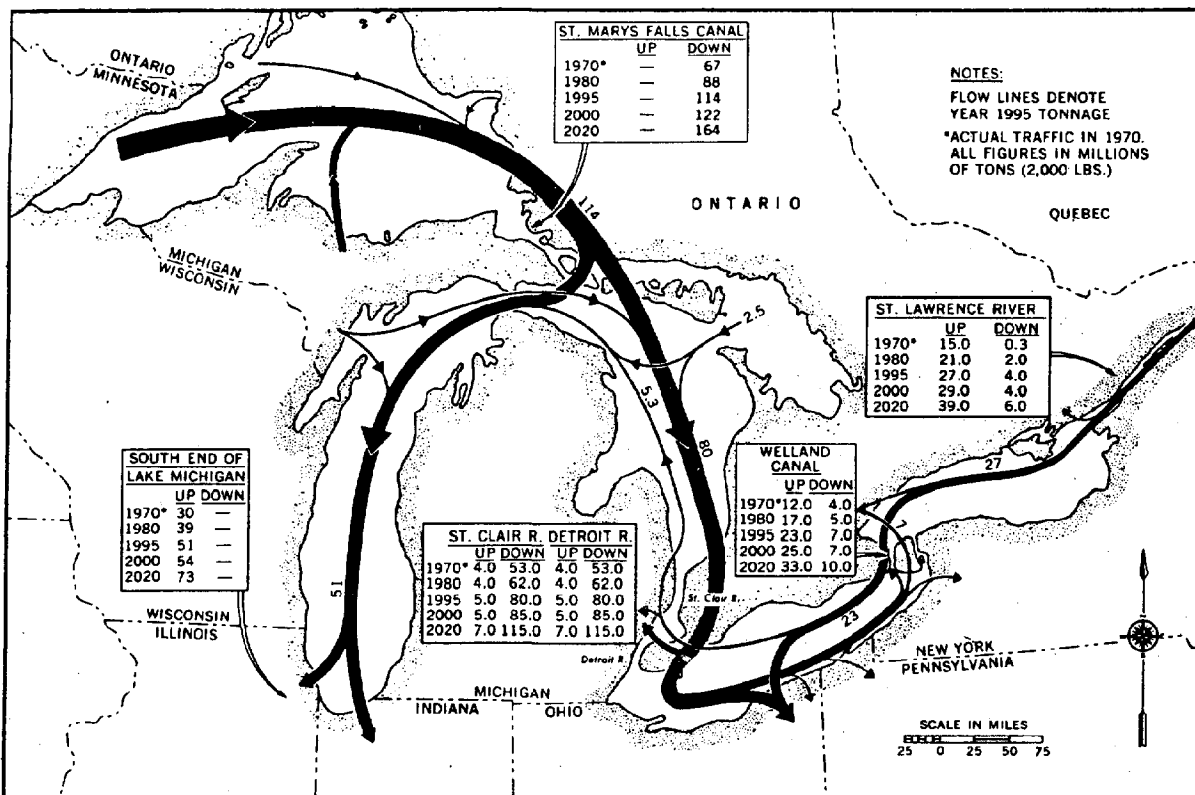 ONTARIO
MINNESOTA
ST. MARYS FALLS CANAL
UP DOWN
1970* — 67
1980 — 88
1995 — 114
2000 — 122
2020 — 164
NOTES:
FLOW LINES DENOTE
YEAR 1995 TONNAGE
*ACTUAL TRAFFIC IN 1970.
ALL FIGURES IN MILLIONS
OF TONS (2,000 LBS.)
114
ONTARIO
QUEBEC
MICHIGAN
WISCONSIN
2.5
ST. LAWRENCE RIVER
UP DOWN
1970* 15.0 0.3
1980 21.0 2.0
1995 27.0 4.0
2000 29.0 4.0
2020 39.0 6.0
5.3
80
SOUTH END OF
LAKE MICHIGAN
UP DOWN
1970* 30 —
1980 39 —
1995 51 —
2000 54 —
2020 73 —
WELLAND
CANAL
UP DOWN
1970* 12.0 4.0
1980 17.0 5.0
1995 23.0 7.0
2000 25.0 7.0
2020 33.0 10.0
27
7
ST. CLAIR R. DETROIT R.
UP DOWN UP DOWN
1970* 4.0 53.0 4.0 53.0
1980 4.0 62.0 4.0 62.0
1995 5.0 80.0 5.0 80.0
2000 5.0 85.0 5.0 85.0
2020 7.0 115.0 7.0 115.0
51
St. Clair R.
23
WISCONSIN
ILLINOIS
Detroit R.
NEW YORK
PENNSYLVANIA
MICHIGAN
INDIANA
OHIO
SCALE IN MILES
25 0 25 50 75